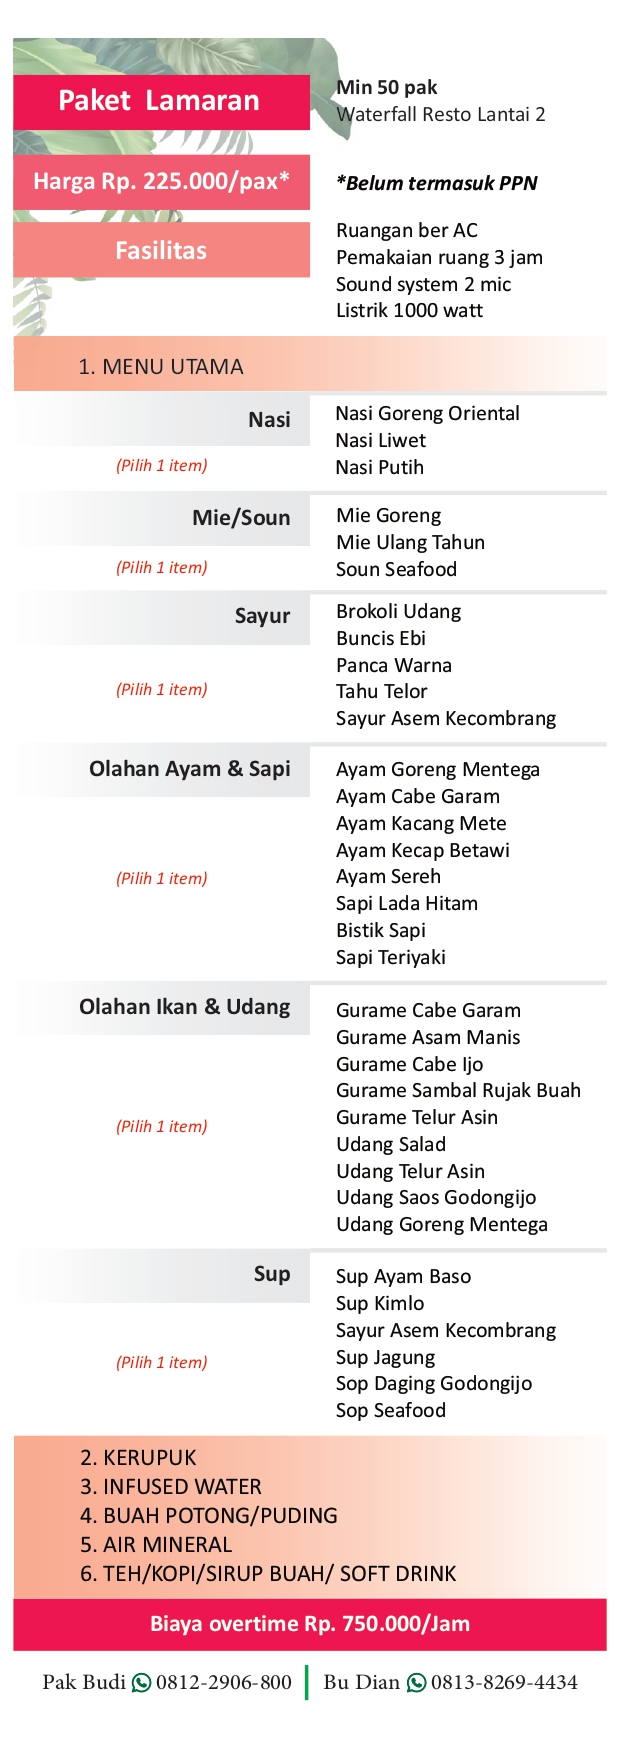 Paket Lamaran
Min 50 pak
Waterfall Resto Lantai 2
Harga Rp. 225.000/pax*
*Belum termasuk PPN
Fasilitas
Ruangan ber AC
Pemakaian ruang 3 jam
Sound system 2 mic
Listrik 1000 watt
1. MENU UTAMA
Nasi
(Pilih 1 item)
Nasi Goreng Oriental
Nasi Liwet
Nasi Putih
Mie/Soun
(Pilih 1 item)
Mie Goreng
Mie Ulang Tahun
Soun Seafood
Sayur
(Pilih 1 item)
Brokoli Udang
Buncis Ebi
Panca Warna
Tahu Telor
Sayur Asem Kecombrang
Olahan Ayam & Sapi
(Pilih 1 item)
Ayam Goreng Mentega
Ayam Cabe Garam
Ayam Kacang Mete
Ayam Kecap Betawi
Ayam Sereh
Sapi Lada Hitam
Bistik Sapi
Sapi Teriyaki
Olahan Ikan & Udang
(Pilih 1 item)
Gurame Cabe Garam
Gurame Asam Manis
Gurame Cabe Ijo
Gurame Sambal Rujak Buah
Gurame Telur Asin
Udang Salad
Udang Telur Asin
Udang Saos Godongijo
Udang Goreng Mentega
Sup
(Pilih 1 item)
Sup Ayam Baso
Sup Kimlo
Sayur Asem Kecombrang
Sup Jagung
Sop Daging Godongijo
Sop Seafood
2. KERUPUK
3. INFUSED WATER
4. BUAH POTONG/PUDING
5. AIR MINERAL
6. TEH/KOPI/SIRUP BUAH/ SOFT DRINK
Biaya overtime Rp. 750.000/Jam
Pak Budi 0812-2906-800 | Bu Dian 0813-8269-4434